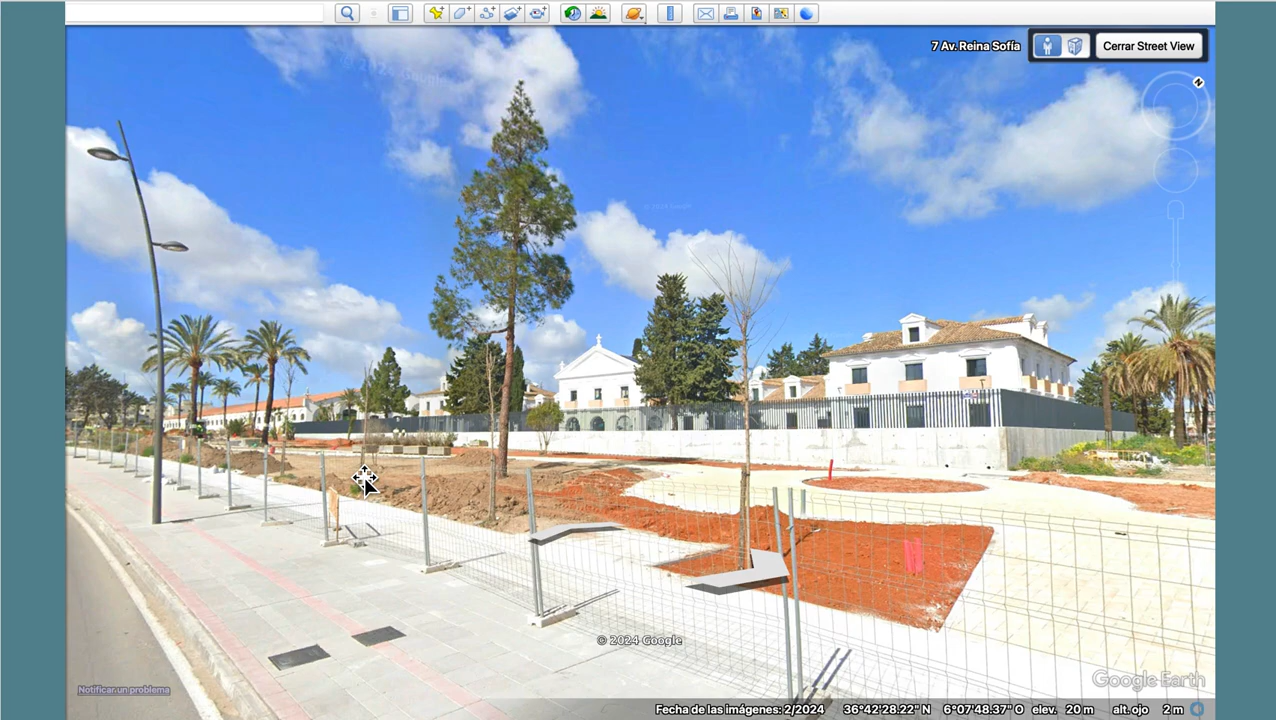 7 Av. Reina Sofía
Cerrar Street View
N
© 2024 Google
Google Earth
Notificar un problema
Fecha de las imágenes: 2/2024 36°42'28.22" N 6°07'48.37" O elev. 20 m alt. ojo 2 m